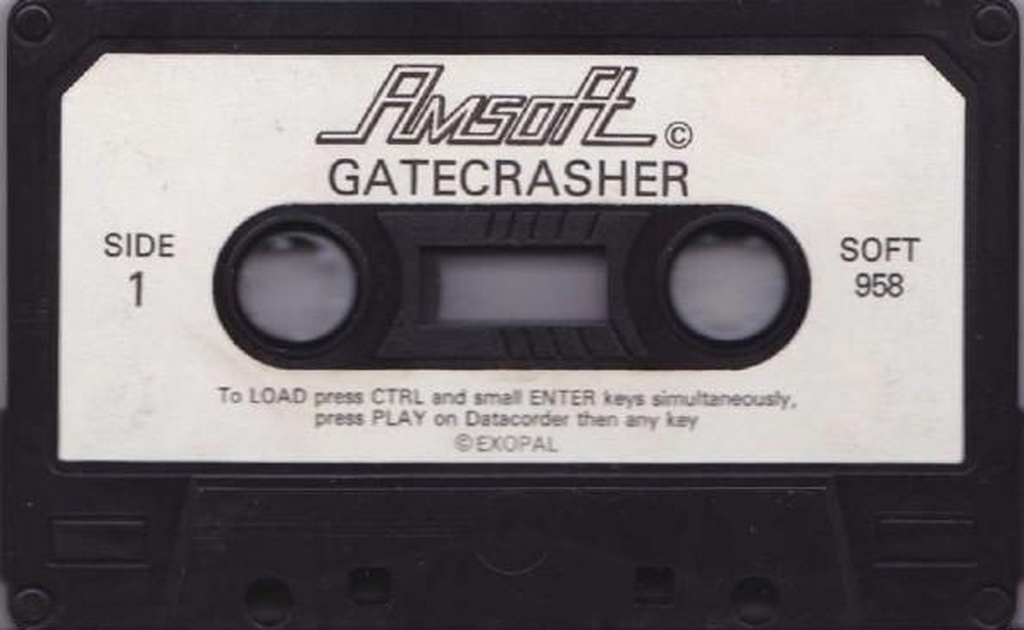 Amsoft ©
GATECRASHER
SIDE
1
SOFT
958
To LOAD press CTRL and small ENTER keys simultaneously,
press PLAY on Datacorder then any key
©EXOPAL